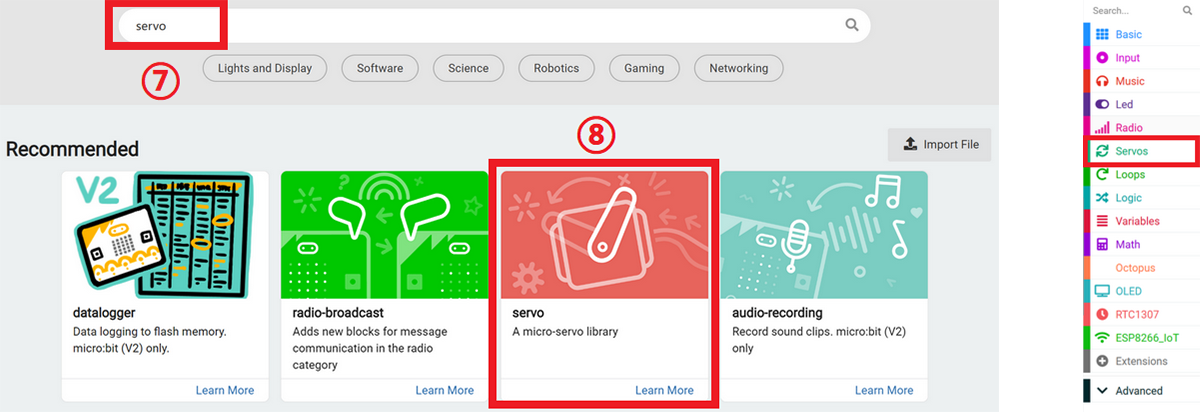 servo
⑦
Lights and Display
Software
Science
Robotics
Gaming
Networking
Recommended
⑧
Import File
V2
datalogger
Data logging to flash memory.
micro:bit (V2) only.
Learn More
radio-broadcast
Adds new blocks for message
communication in the radio
category
Learn More
servo
A micro-servo library
Learn More
audio-recording
Record sound clips. micro:bit (V2)
only
Learn More
Search...
Basic
Input
Music
Led
Radio
Servos
Loops
Logic
Variables
Math
Octopus
OLED
RTC1307
ESP8266_IoT
Extensions
Advanced